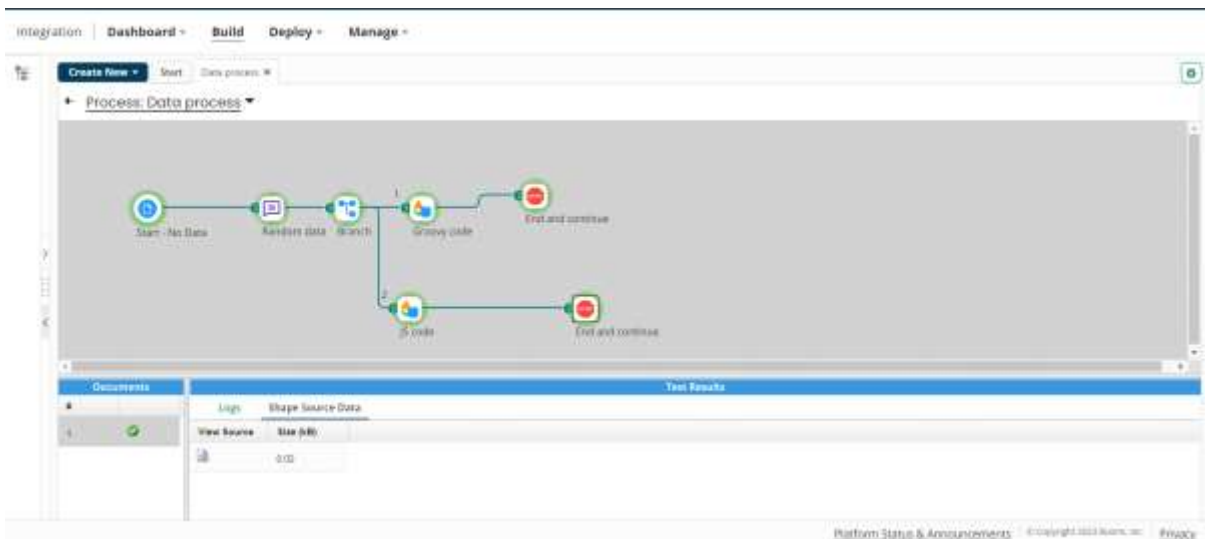 Integration Dashboard Build Deploy Manage
Create New Start Data process
Process: Data process
1
Start - No Data
Random data
Branch
Groovy code
End and continue
2
JS code
End and continue
Documents
Test Results
#
Logs Shape Source Data
View Source Size (kB)
1
Platform Status & Announcements
Privacy